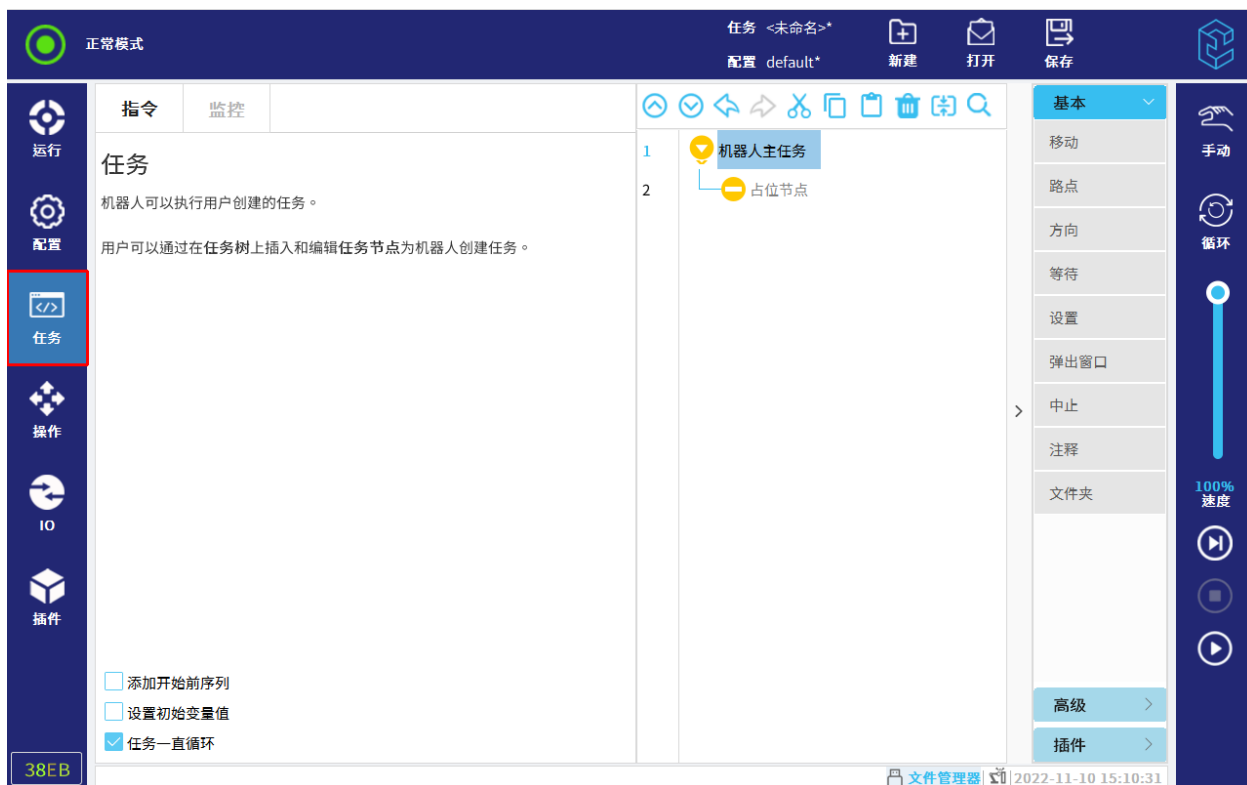 正常模式
任务 <未命名>*
配置 default*
新建
打开
保存
运行
配置
任务
操作
IO
插件
38EB
指令
监控
任务
机器人可以执行用户创建的任务。
用户可以通过在任务树上插入和编辑任务节点为机器人创建任务。
添加开始前序列
设置初始变量值
任务一直循环
1 机器人主任务
2 占位节点
基本
移动
路点
方向
等待
设置
弹出窗口
中止
注释
文件夹
高级
插件
手动
循环
100%
速度
文件管理器
2022-11-10 15:10:31